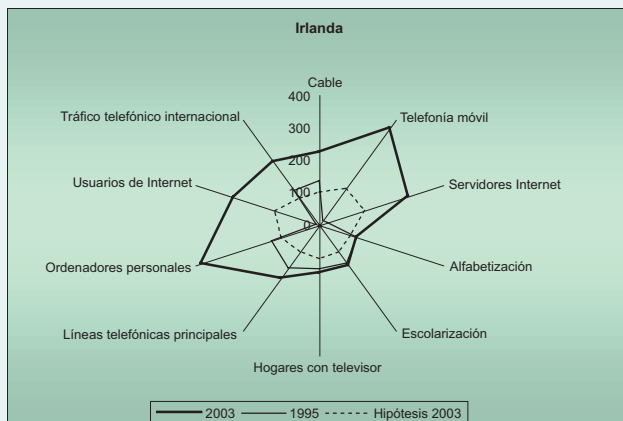 Irlanda
Cable
400
Tráfico telefónico internacional
Telefonía móvil
300
200
Usuarios de Internet
Servidores Internet
100
0
Ordenadores personales
Alfabetización
Líneas telefónicas principales
Escolarización
Hogares con televisor
2003 1995 Hipótesis 2003